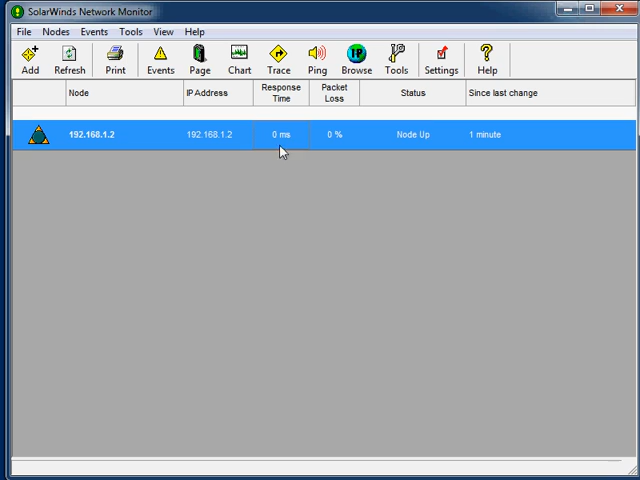 SolarWinds Network Monitor
File Nodes Events Tools View Help
Add Refresh Print Events Page Chart Trace Ping Browse Tools Settings Help
Node IP Address Response Time Packet Loss Status Since last change
192.168.1.2 192.168.1.2 0 ms 0 % Node Up 1 minute